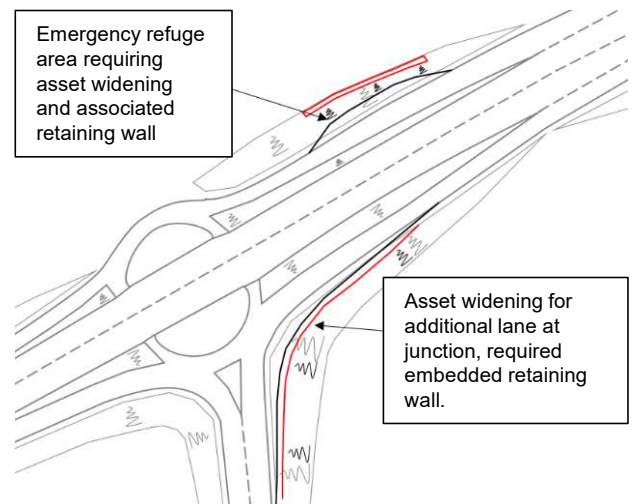 Emergency refuge
area requiring
asset widening
and associated
retaining wall
Asset widening for
additional lane at
junction, required
embedded retaining
wall.